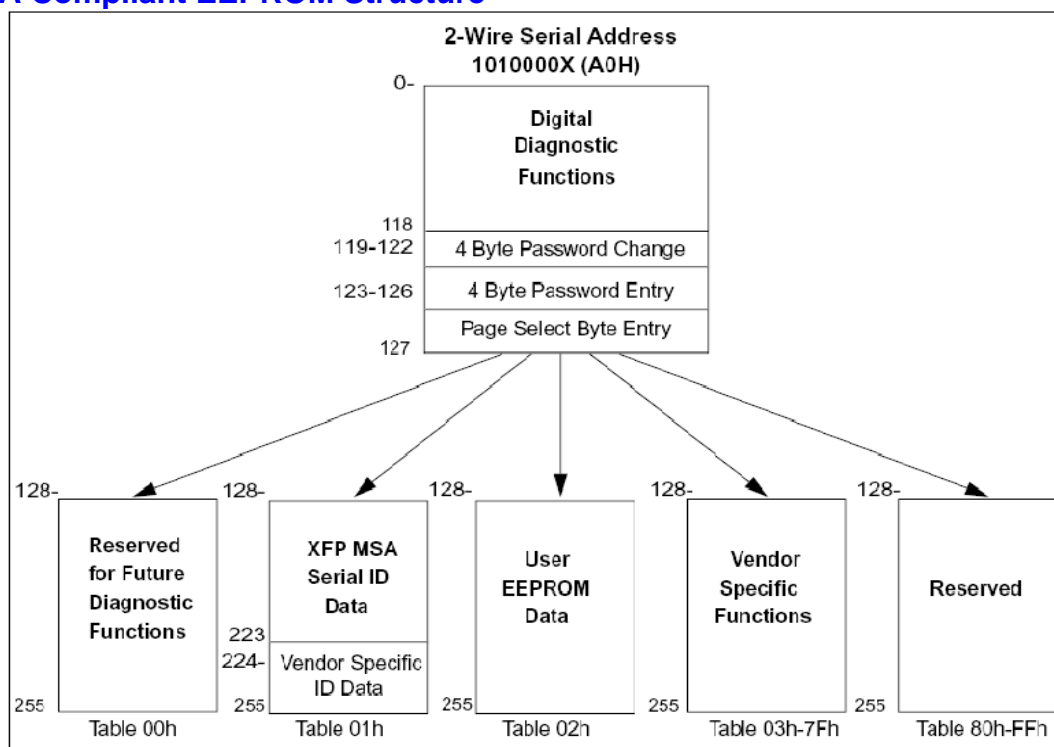 A Compliant EEPROM Structure
2-Wire Serial Address
1010000X (A0H)
0-
Digital
Diagnostic
Functions
118
119-122
4 Byte Password Change
123-126
4 Byte Password Entry
Page Select Byte Entry
127
128-
Reserved
for Future
Diagnostic
Functions
255
Table 00h
128-
XFP MSA
Serial ID
Data
223
224-
Vendor Specific
ID Data
255
Table 01h
128-
User
EEPROM
Data
255
Table 02h
128-
Vendor
Specific
Functions
255
Table 03h-7Fh
128-
Reserved
255
Table 80h-FFh